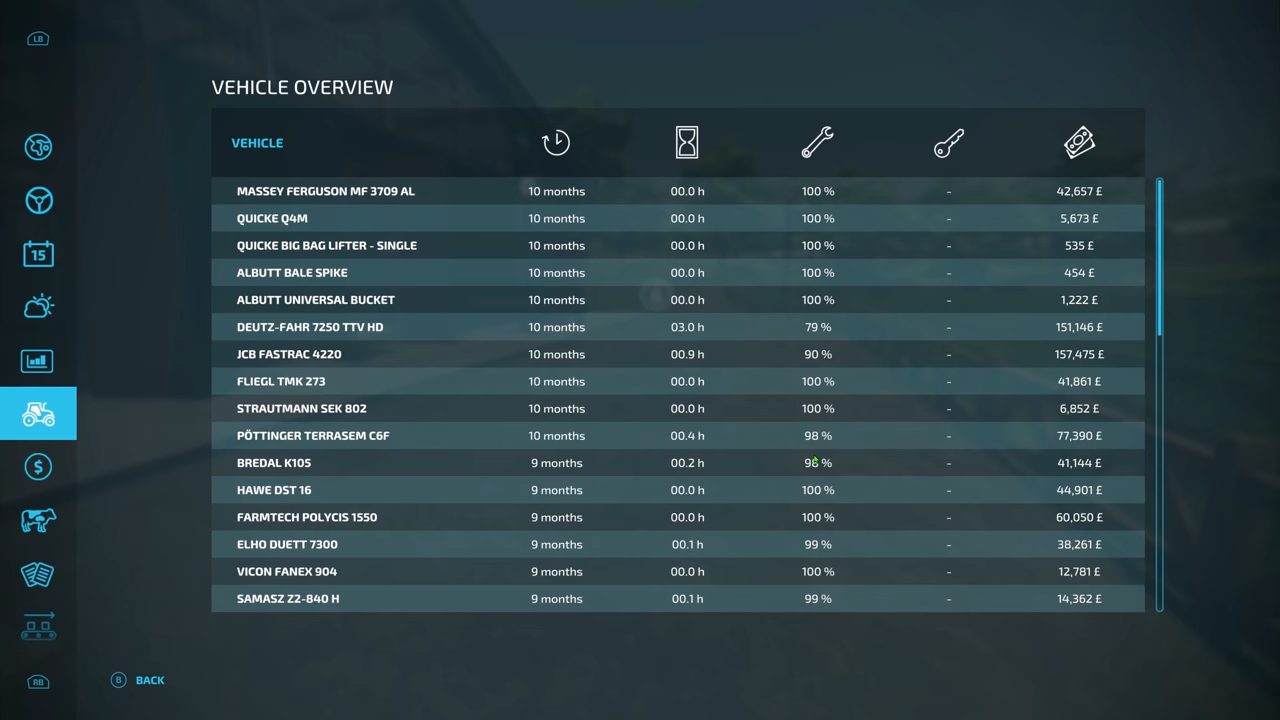 LB
VEHICLE OVERVIEW
VEHICLE
MASSEY FERGUSON MF 3709 AL 10 months 00.0 h 100 % - 42,657 £
QUICKE Q4M 10 months 00.0 h 100 % - 5,673 £
QUICKE BIG BAG LIFTER - SINGLE 10 months 00.0 h 100 % - 535 £
ALBUTT BALE SPIKE 10 months 00.0 h 100 % - 454 £
ALBUTT UNIVERSAL BUCKET 10 months 00.0 h 100 % - 1,222 £
DEUTZ-FAHR 7250 TTV HD 10 months 03.0 h 79 % - 151,146 £
JCB FASTRAC 4220 10 months 00.9 h 90 % - 157,475 £
FLIEGL TMK 273 10 months 00.0 h 100 % - 41,861 £
STRAUTMANN SEK 802 10 months 00.0 h 100 % - 6,852 £
PÖTTINGER TERRASEM C6F 10 months 00.4 h 98 % - 77,390 £
BREDAL K105 9 months 00.2 h 98 % - 41,144 £
HAWE DST 16 9 months 00.0 h 100 % - 44,901 £
FARMTECH POLYCIS 1550 9 months 00.0 h 100 % - 60,050 £
ELHO DUETT 7300 9 months 00.1 h 99 % - 38,261 £
VICON FANEX 904 9 months 00.0 h 100 % - 12,781 £
SAMASZ Z2-840 H 9 months 00.1 h 99 % - 14,362 £
15
$
RB
B BACK